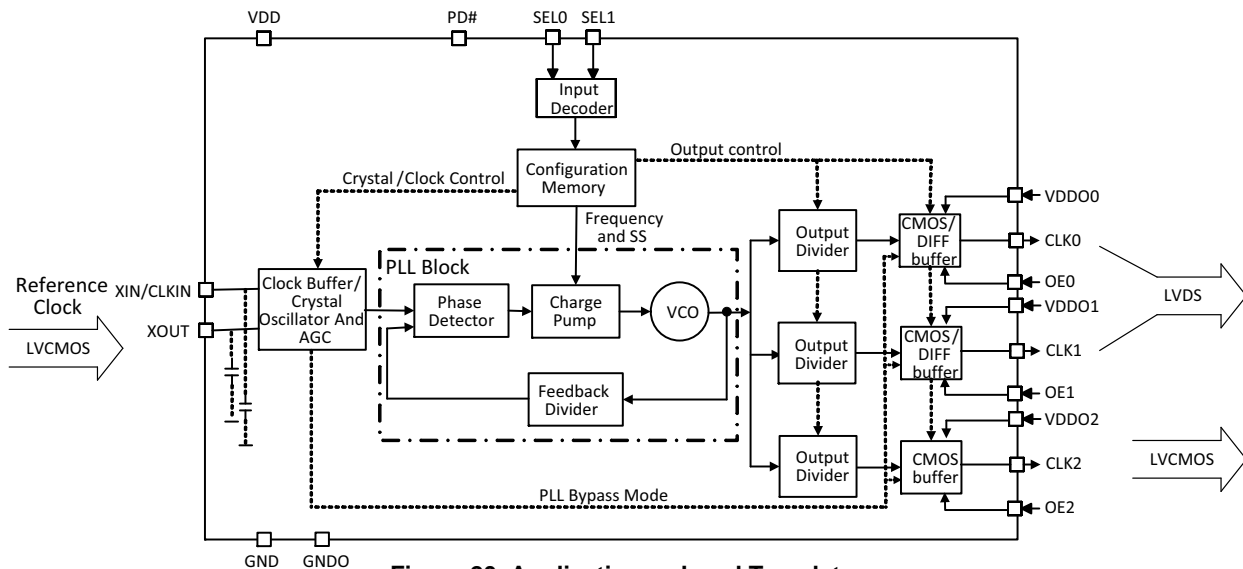 VDD
PD#
SEL0
SEL1
Input
Decoder
Output control
Configuration
Memory
Crystal /Clock Control
Frequency
and SS
VDDO0
Output
Divider
CMOS/
DIFF
buffer
CLK0
PLL Block
Reference
Clock
XIN/CLKIN
Clock Buffer/
Crystal
Oscillator And
AGC
Phase
Detector
Charge
Pump
VCO
OE0
VDDO1
LVDS
XOUT
LVCMOS
Output
Divider
CMOS/
DIFF
buffer
CLK1
Feedback
Divider
OE1
VDDO2
Output
Divider
CMOS
buffer
CLK2
LVCMOS
PLL Bypass Mode
OE2
GND
GNDO